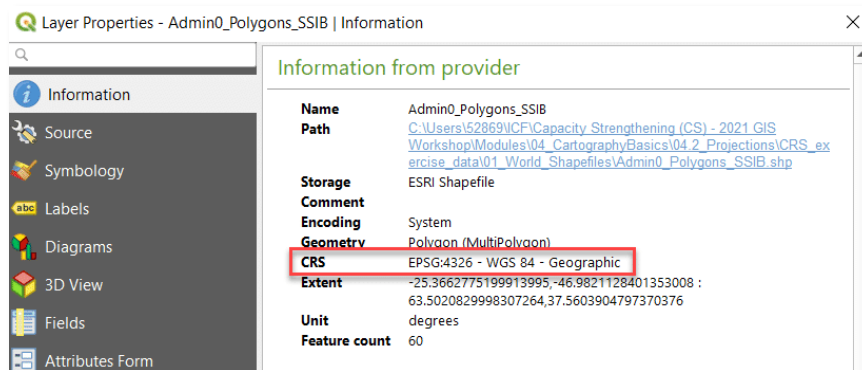 Layer Properties - Admin0_Polygons_SSIB | Information
Information from provider
Information
Source
Symbology
abc Labels
Diagrams
3D View
Fields
Attributes Form
Name Admin0_Polygons_SSIB
Path C:\Users\52869\ICF\Capacity Strengthening (CS) - 2021 GIS
Workshop\Modules\04_CartographyBasics\04.2_Projections\CRS_ex
ercise_data\01_World_Shapefiles\Admin0_Polygons_SSIB.shp
Storage ESRI Shapefile
Comment
Encoding System
Geometry Polygon (MultiPolygon)
CRS EPSG:4326 - WGS 84 - Geographic
Extent -25.3662775199913995,-46.9821128401353008 :
63.5020829998307264,37.5603904797370376
Unit degrees
Feature count 60